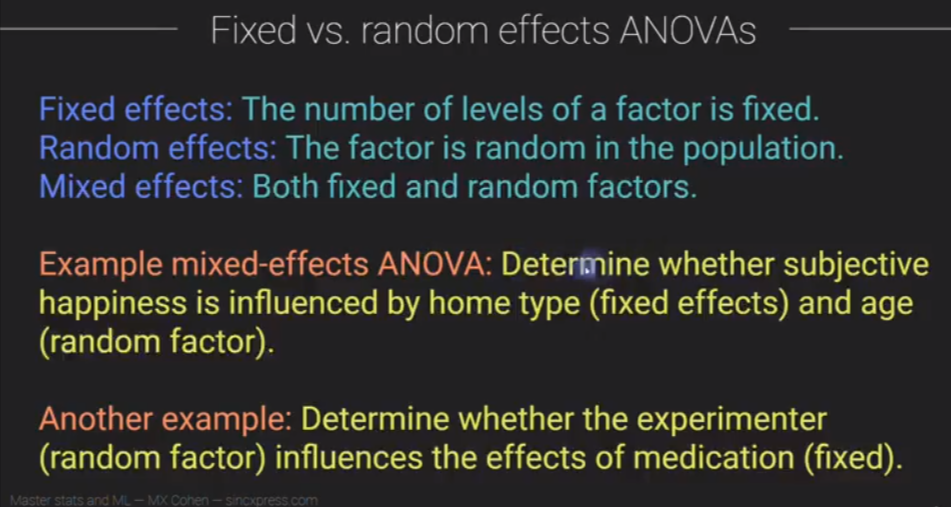 Fixed vs. random effects ANOVAs
Fixed effects: The number of levels of a factor is fixed.
Random effects: The factor is random in the population.
Mixed effects: Both fixed and random factors.
Example mixed-effects ANOVA: Determine whether subjective
happiness is influenced by home type (fixed effects) and age
(random factor).
Another example: Determine whether the experimenter
(random factor) influences the effects of medication (fixed).
Master stats and ML – MX Cohen – sincxpress.com